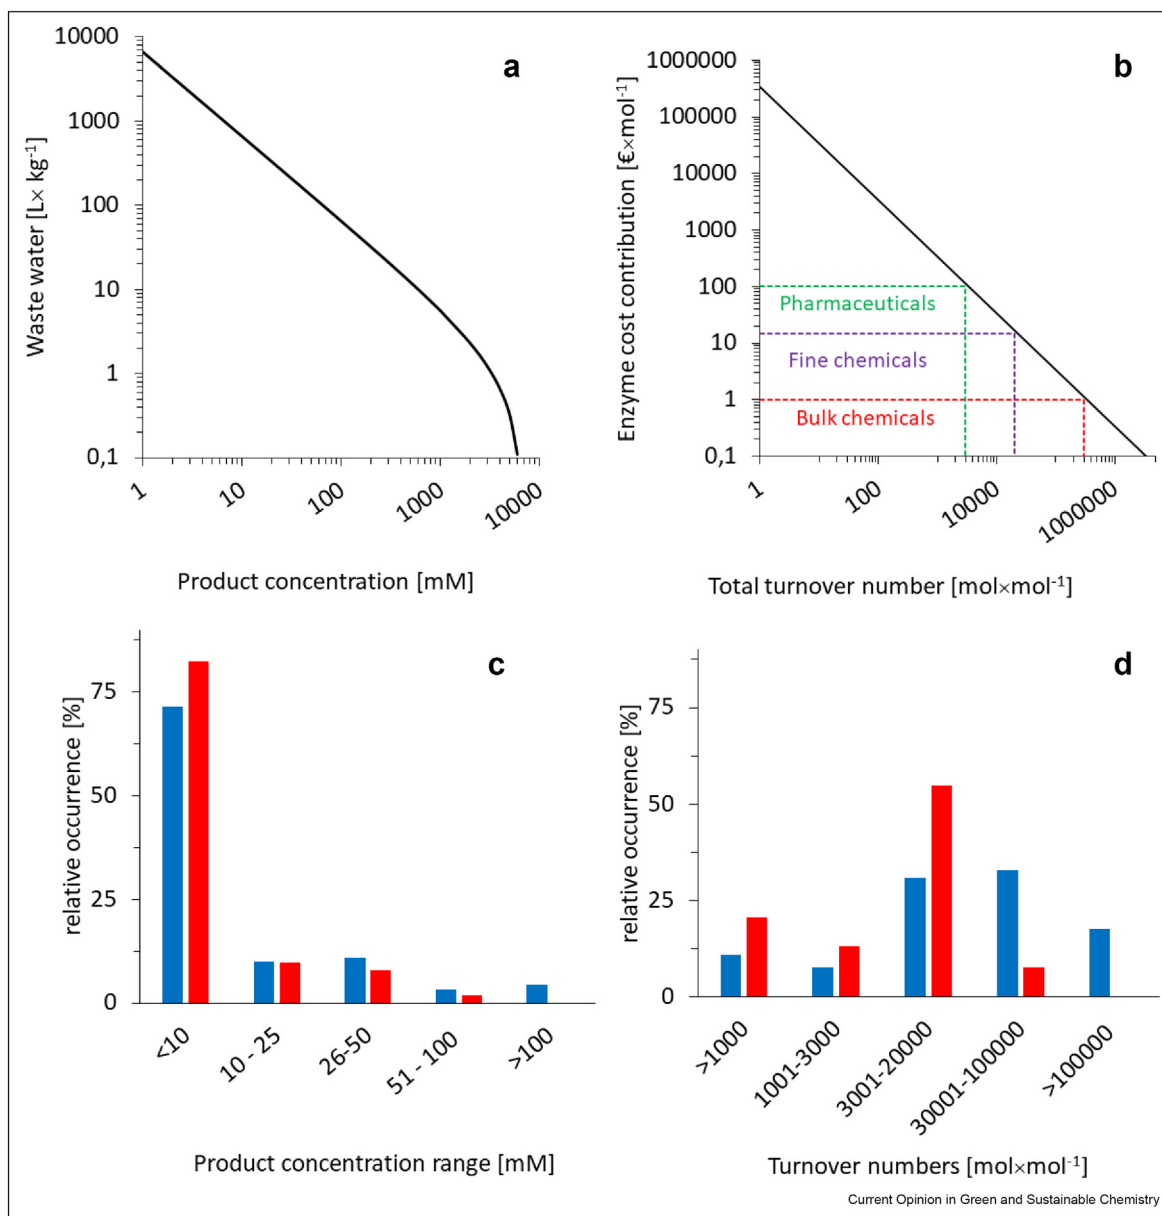 a
Waste water [L× kg⁻¹]
10000
1000
100
10
1
0,1
1
10
100
1000
10000
Product concentration [mM]
b
Enzyme cost contribution [€×mol⁻¹]
1000000
100000
10000
1000
100
10
1
0,1
Pharmaceuticals
Fine chemicals
Bulk chemicals
1
100
10000
1000000
Total turnover number [mol×mol⁻¹]
c
relative occurrence [%]
75
50
25
0
<10
10 - 25
26-50
51 - 100
>100
Product concentration range [mM]
d
relative occurrence [%]
75
50
25
0
>1000
1001-3000
3001-20000
30001-100000
>100000
Turnover numbers [mol×mol⁻¹]
Current Opinion in Green and Sustainable Chemistry